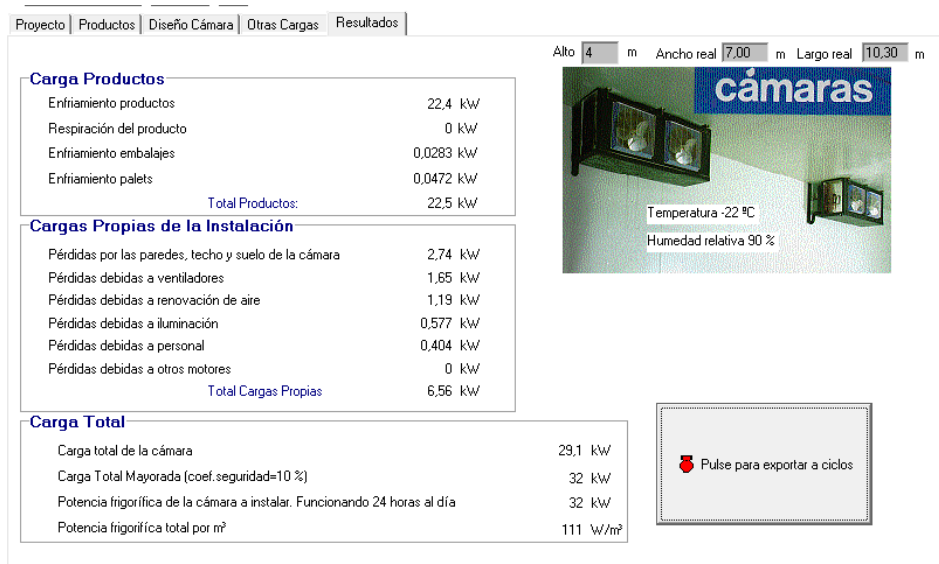 Proyecto Productos Diseño Cámara Otras Cargas Resultados
Alto 4 m Ancho real 7,00 m Largo real 10,30 m
Carga Productos
Enfriamiento productos 22,4 kW
Respiración del producto 0 kW
Enfriamiento embalajes 0,0283 kW
Enfriamiento palets 0,0472 kW
Total Productos: 22,5 kW
cámaras
Temperatura -22 ºC
Humedad relativa 90 %
Cargas Propias de la Instalación
Pérdidas por las paredes, techo y suelo de la cámara 2,74 kW
Pérdidas debidas a ventiladores 1,65 kW
Pérdidas debidas a renovación de aire 1,19 kW
Pérdidas debidas a iluminación 0,577 kW
Pérdidas debidas a personal 0,404 kW
Pérdidas debidas a otros motores 0 kW
Total Cargas Propias 6,56 kW
Carga Total
Carga total de la cámara 29,1 kW
Carga Total Mayorada (coef.seguridad=10 %) 32 kW
Potencia frigorífica de la cámara a instalar. Funcionando 24 horas al día 32 kW
Potencia frigorifíca total por m³ 111 W/m³
Pulse para exportar a ciclos